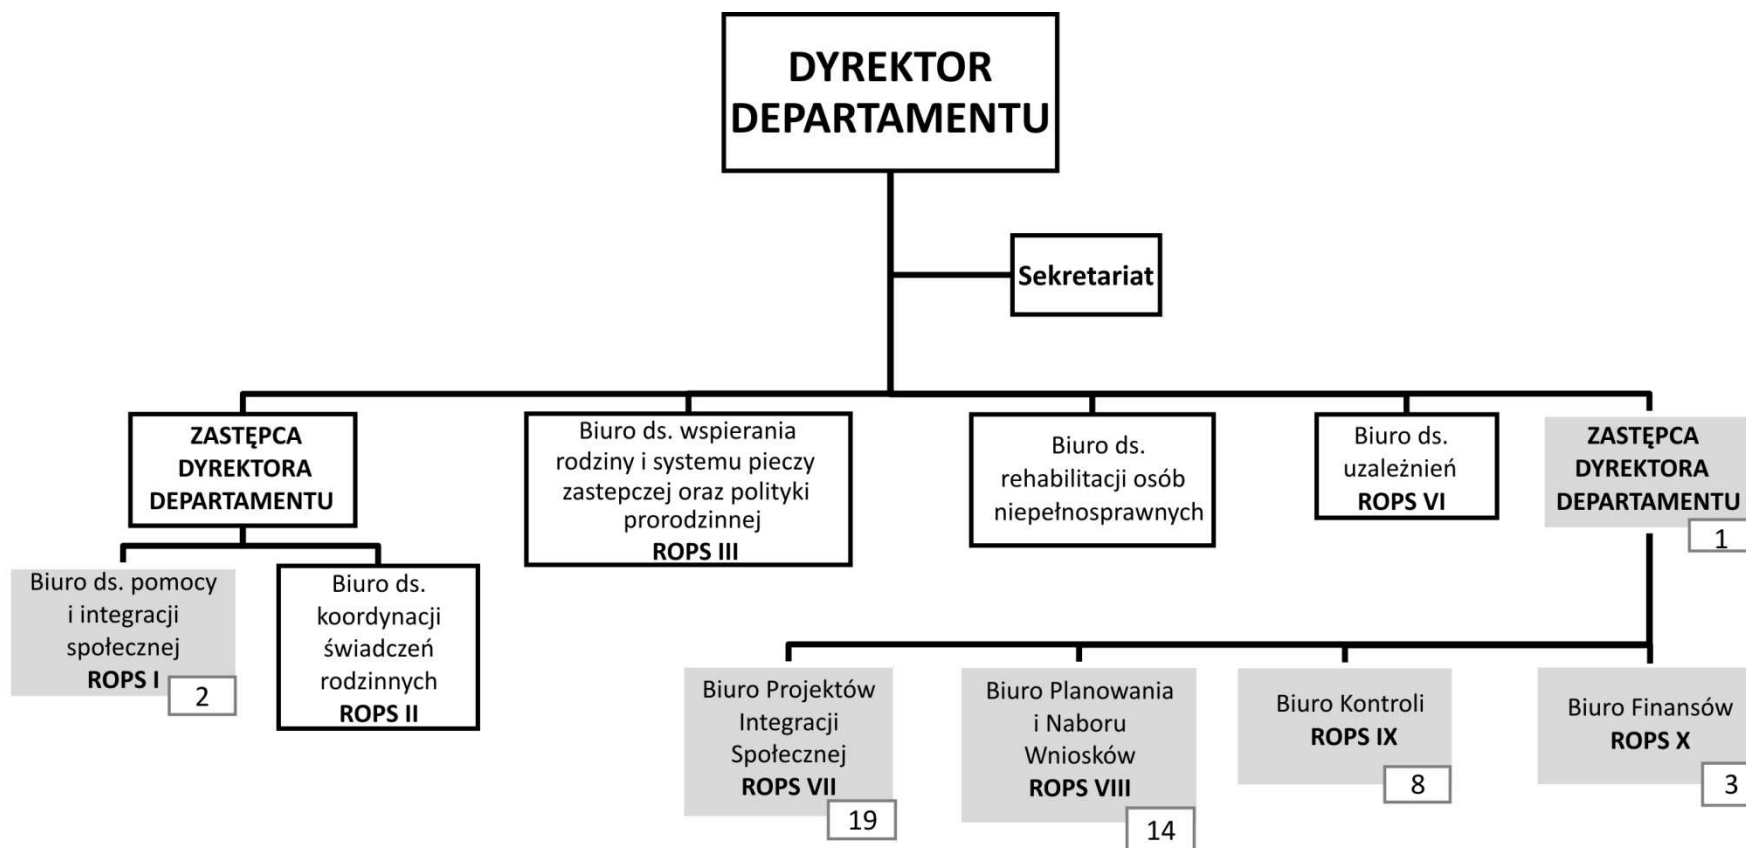 DYREKTOR
DEPARTAMENTU
Sekretariat
ZASTĘPCA
DYREKTORA
DEPARTAMENTU
Biuro ds. wspierania
rodziny i systemu pieczy
zastepczej oraz polityki
prorodzinnej
ROPS III
Biuro ds.
rehabilitacji osób
niepełnosprawnych
Biuro ds.
uzależnień
ROPS VI
ZASTĘPCA
DYREKTORA
DEPARTAMENTU
1
Biuro ds. pomocy
i integracji
społecznej
ROPS I
2
Biuro ds.
koordynacji
świadczeń
rodzinnych
ROPS II
Biuro Projektów
Integracji
Społecznej
ROPS VII
19
Biuro Planowania
i Naboru
Wniosków
ROPS VIII
14
Biuro Kontroli
ROPS IX
8
Biuro Finansów
ROPS X
3